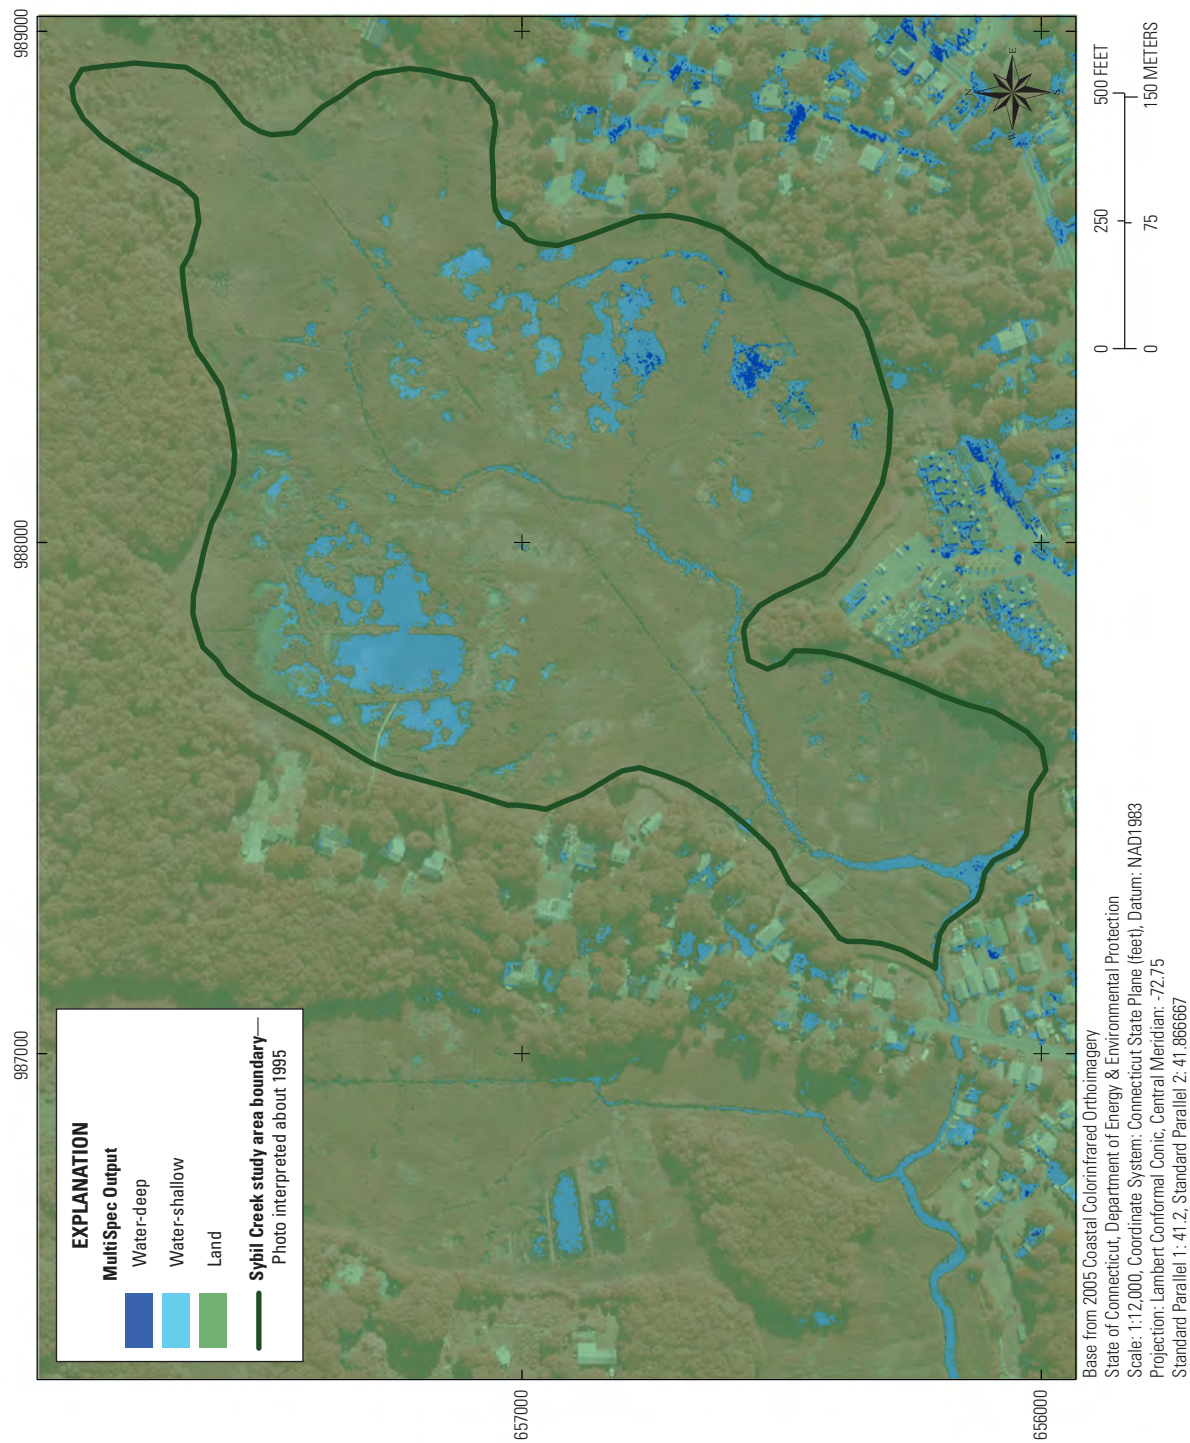 EXPLANATION
MultiSpec Output
Water-deep
Water-shallow
Land
Sybil Creek study area boundary—
Photo interpreted about 1995
987000
988000
989000
657000
656000
N
E
S
W
0 250 500 FEET
0 75 150 METERS
Base from 2005 Coastal Colorinfrared Orthoimagery
State of Connecticut, Department of Energy & Environmental Protection
Scale: 1:12,000, Coordinate System: Connecticut State Plane (feet), Datum: NAD1983
Projection: Lambert Conformal Conic, Central Meridian: -72.75
Standard Parallel 1: 41.2, Standard Parallel 2: 41.866667